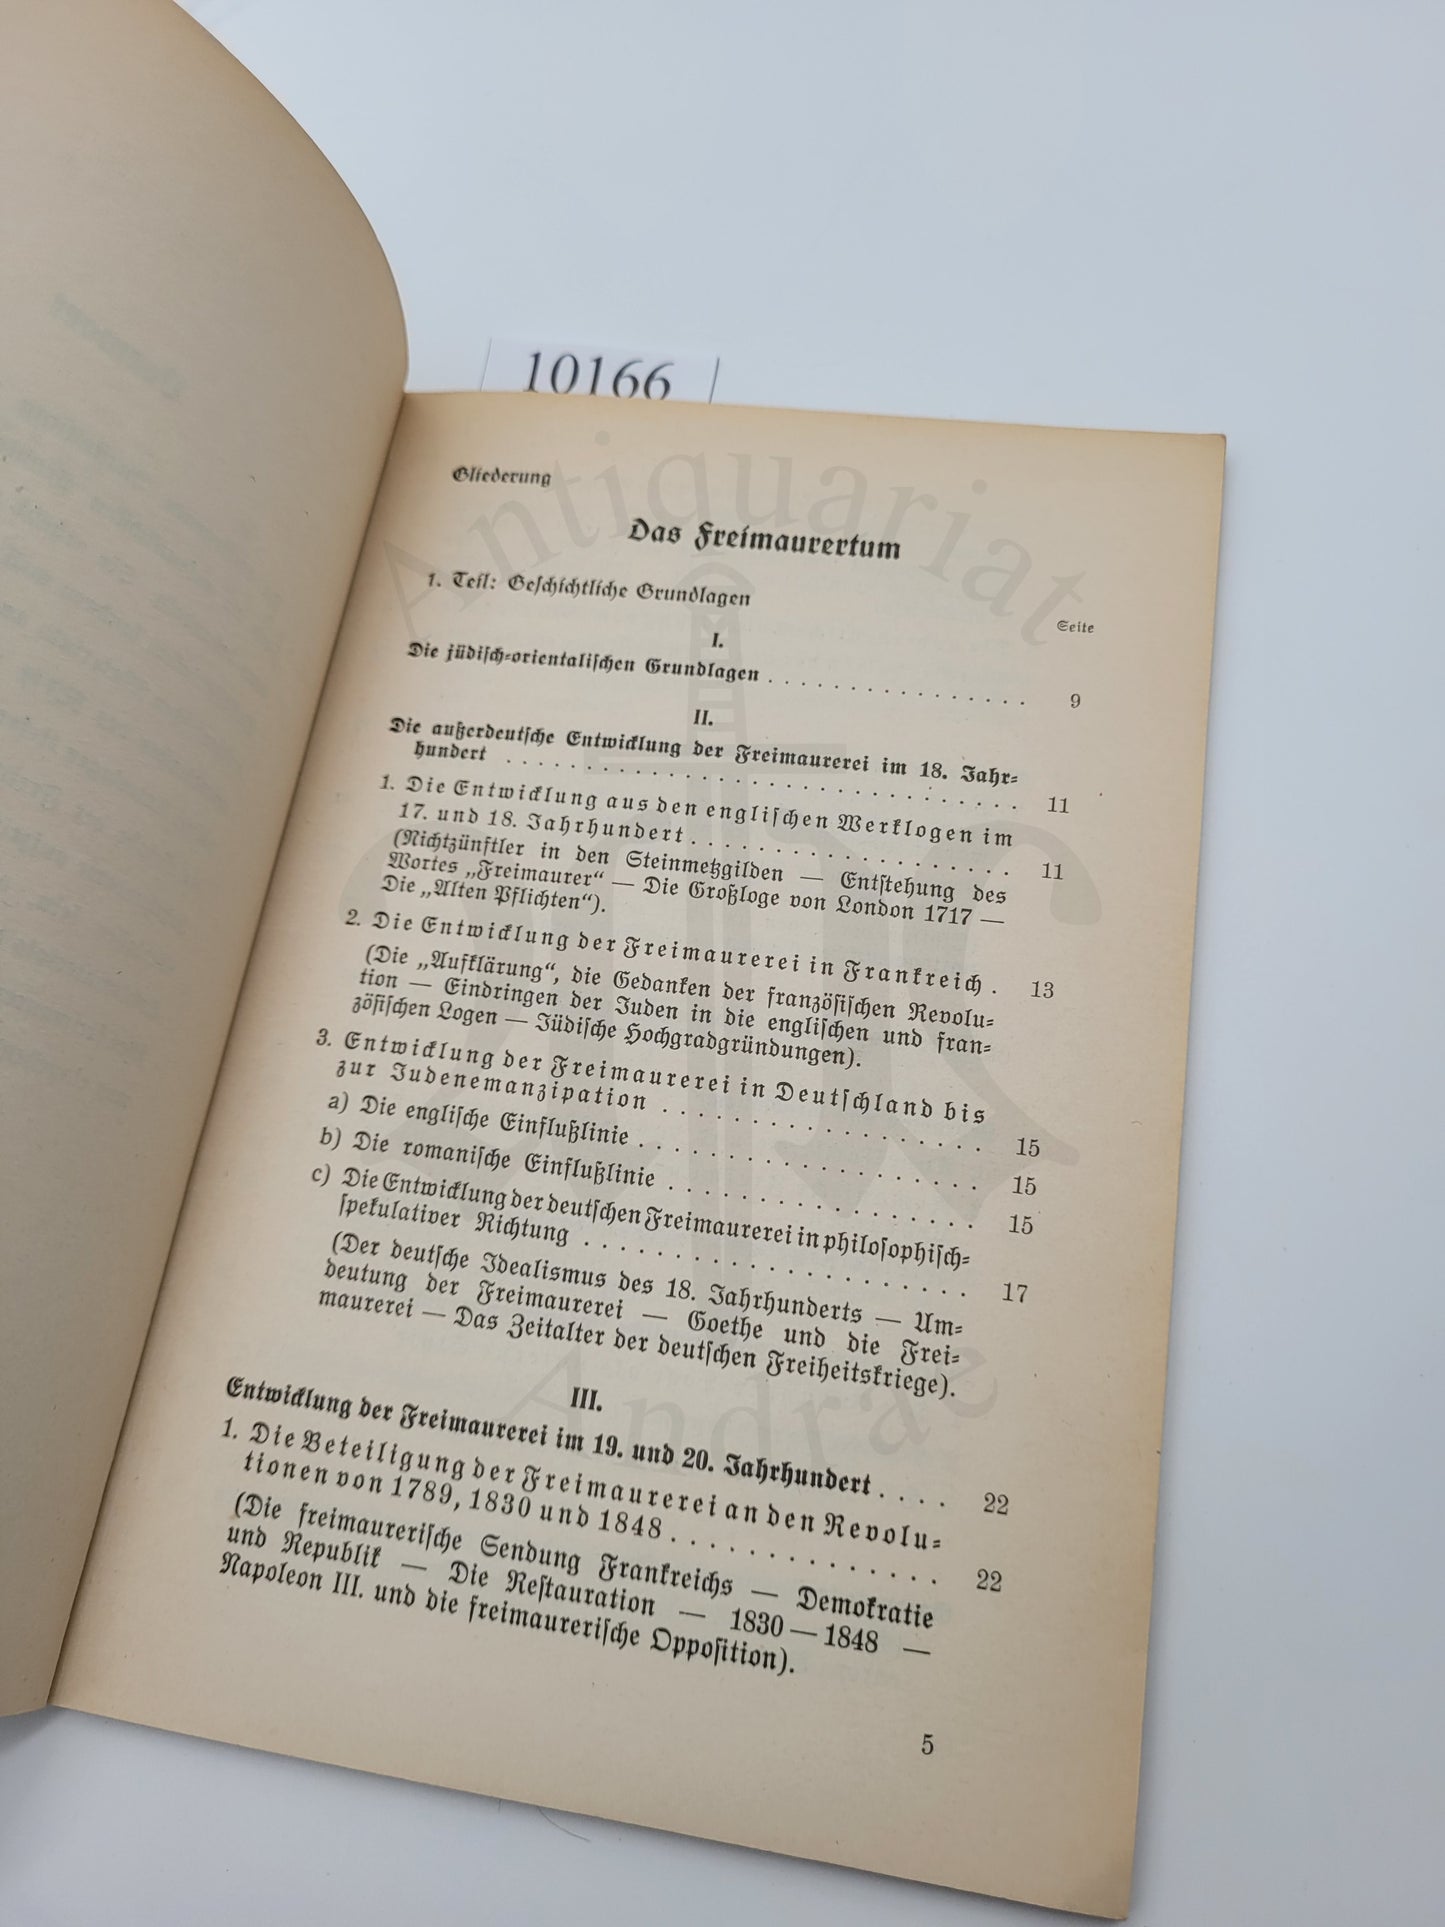 10166
Gliederung
Das Freimaurertum
1. Teil: Geschichtliche Grundlagen
Seite
I.
Die jüdisch-orientalischen Grundlagen . . . . . . . . . . . . . . . . 9
II.
Die außerdeutsche Entwicklung der Freimaurerei im 18. Jahr-
hundert . . . . . . . . . . . . . . . . . . . . . . . . . . 11
1. Die Entwicklung aus den englischen Werklogen im
17. und 18. Jahrhundert . . . . . . . . . . . . . . . . . 11
(Nichtzünftler in den Steinmetzgilden — Entstehung des
Wortes „Freimaurer“ — Die Großloge von London 1717 —
Die „Alten Pflichten“).
2. Die Entwicklung der Freimaurerei in Frankreich . 13
(Die „Aufklärung“, die Gedanken der französischen Revolu-
tion — Eindringen der Juden in die englischen und fran-
zösischen Logen — Jüdische Hochgradgründungen).
3. Entwicklung der Freimaurerei in Deutschland bis
zur Judenemanzipation . . . . . . . . . . . . . . . . . 15
a) Die englische Einflußlinie . . . . . . . . . . . . . . . . . . 15
b) Die romanische Einflußlinie . . . . . . . . . . . . . . . . 15
c) Die Entwicklung der deutschen Freimaurerei in philosophisch-
spekulativer Richtung . . . . . . . . . . . . . . . . . . . . 17
(Der deutsche Idealismus des 18. Jahrhunderts — Um-
deutung der Freimaurerei — Goethe und die Frei-
maurerei — Das Zeitalter der deutschen Freiheitskriege).
III.
Entwicklung der Freimaurerei im 19. und 20. Jahrhundert . . . . 22
1. Die Beteiligung der Freimaurerei an den Revolu-
tionen von 1789, 1830 und 1848 . . . . . . . . . . . . . . 22
(Die freimaurerische Sendung Frankreichs — Demokratie
und Republik — Die Restauration — 1830—1848 —
Napoleon III. und die freimaurerische Opposition).
5
Antiquariat
Andrae